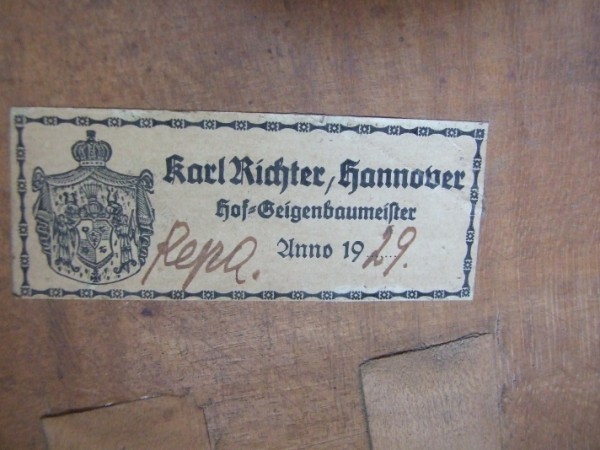 Karl Richter, Hannover
Hof=Geigenbaumeister
Repa. Anno 1929.